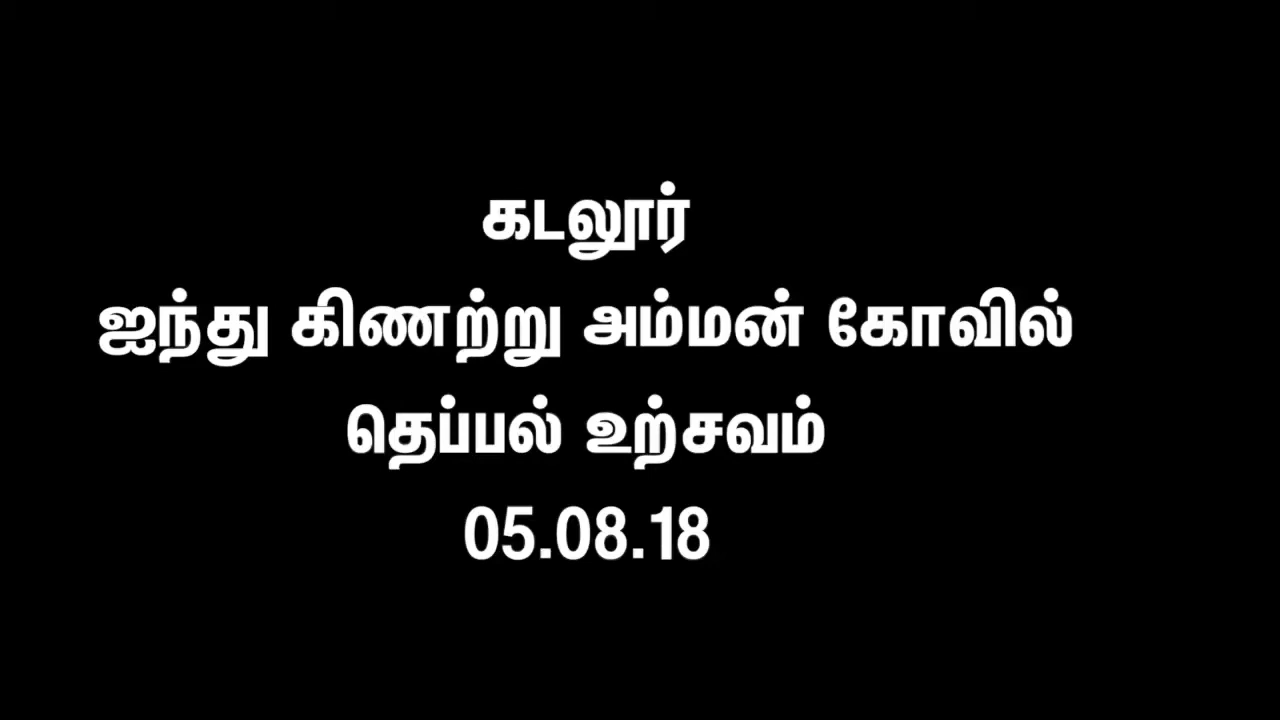 கடலூர்
ஐந்து கிணற்று அம்மன் கோவில்
தெப்பல் உற்சவம்
05.08.18